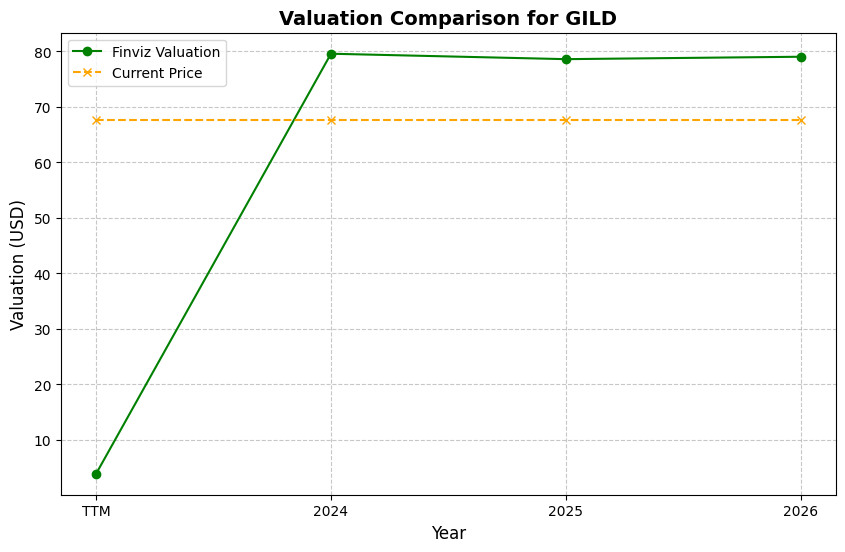 Valuation Comparison for GILD
Finviz Valuation
Current Price
80
70
60
50
40
30
20
10
Valuation (USD)
TTM 2024 2025 2026
Year